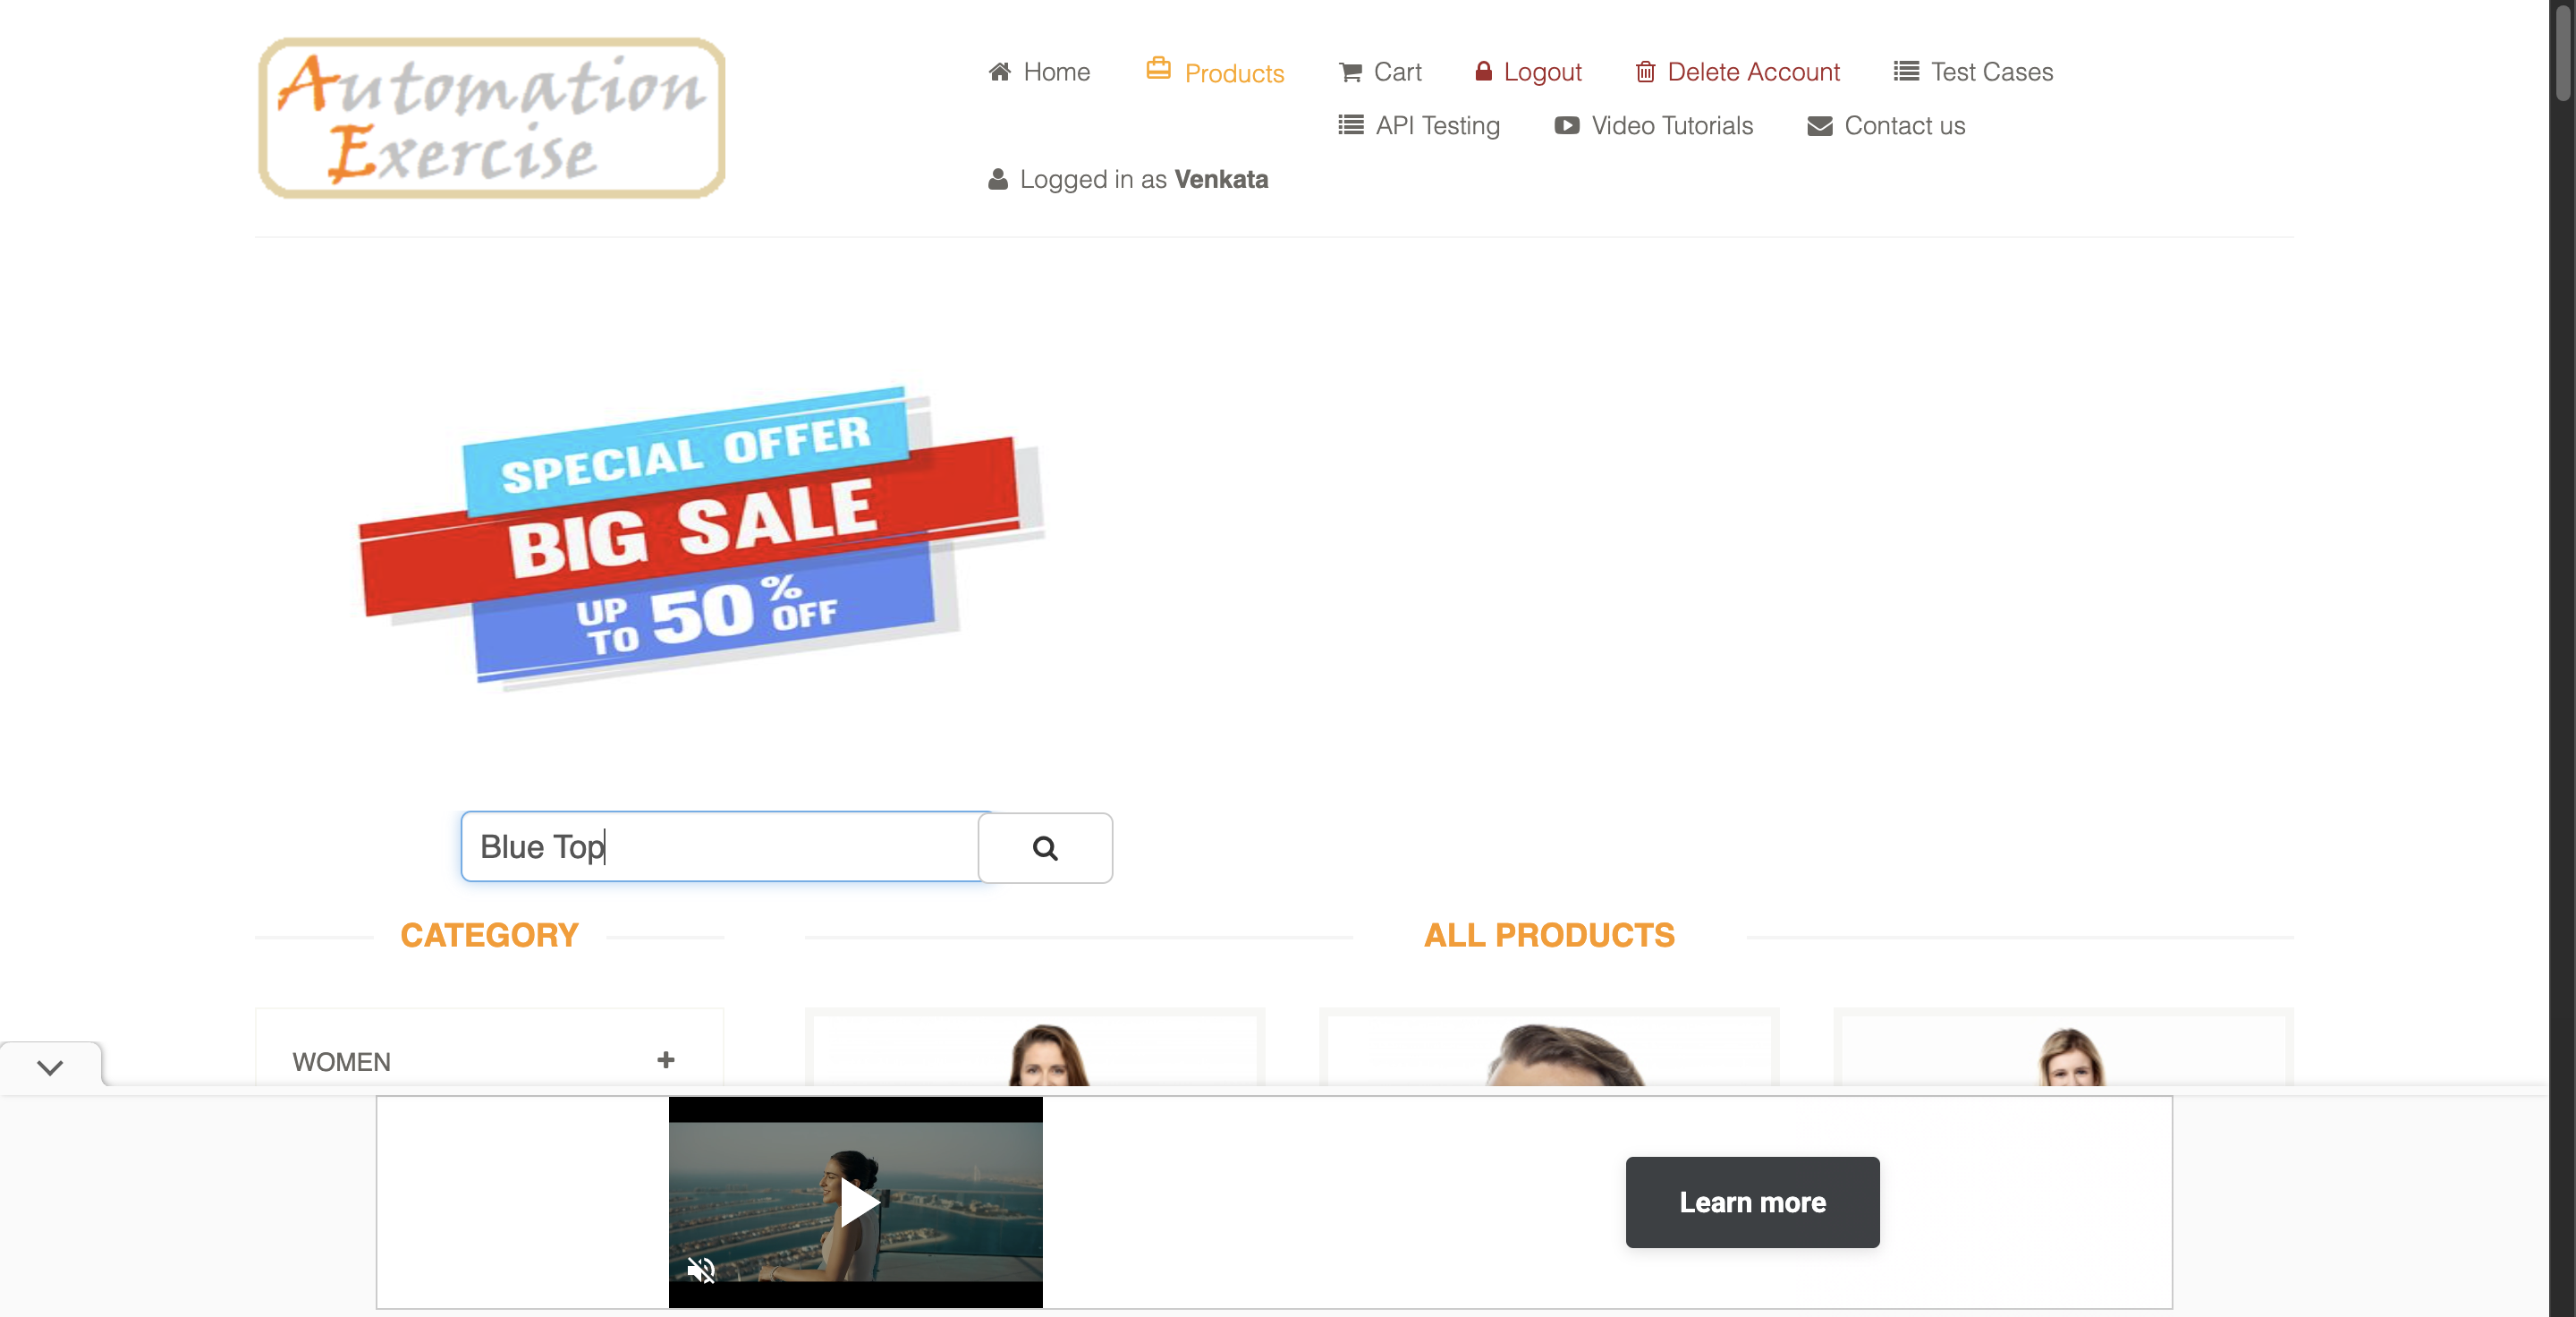 Automation
Exercise
Home
Products
Cart
Logout
Delete Account
Test Cases
API Testing
Video Tutorials
Contact us
Logged in as Venkata
SPECIAL OFFER
BIG SALE
UP TO 50% OFF
Blue Top
CATEGORY
ALL PRODUCTS
WOMEN
Learn more